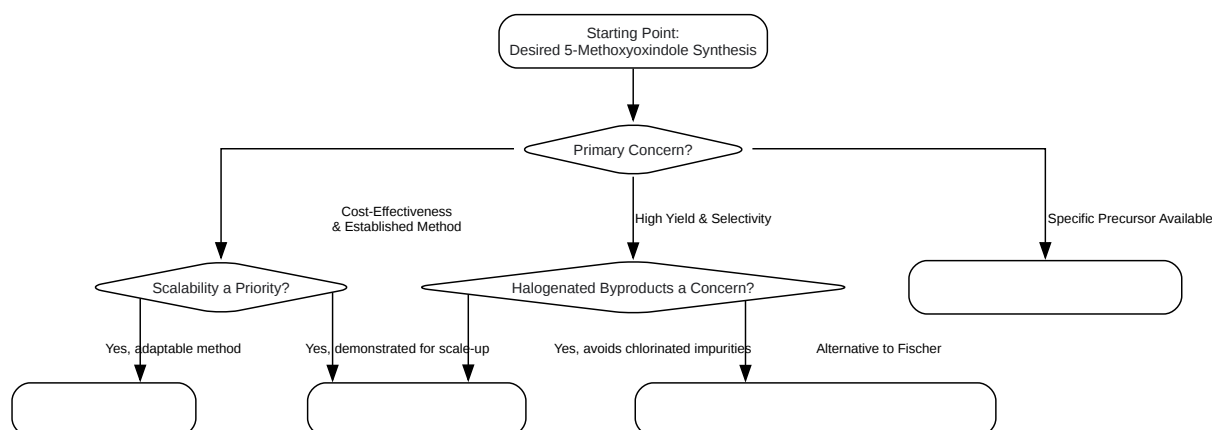 Starting Point:
Desired 5-Methoxyoxindole Synthesis
Primary Concern?
Cost-Effectiveness
& Established Method
High Yield & Selectivity
Specific Precursor Available
Scalability a Priority?
Halogenated Byproducts a Concern?
Yes, adaptable method
Yes, demonstrated for scale-up
Yes, avoids chlorinated impurities
Alternative to Fischer